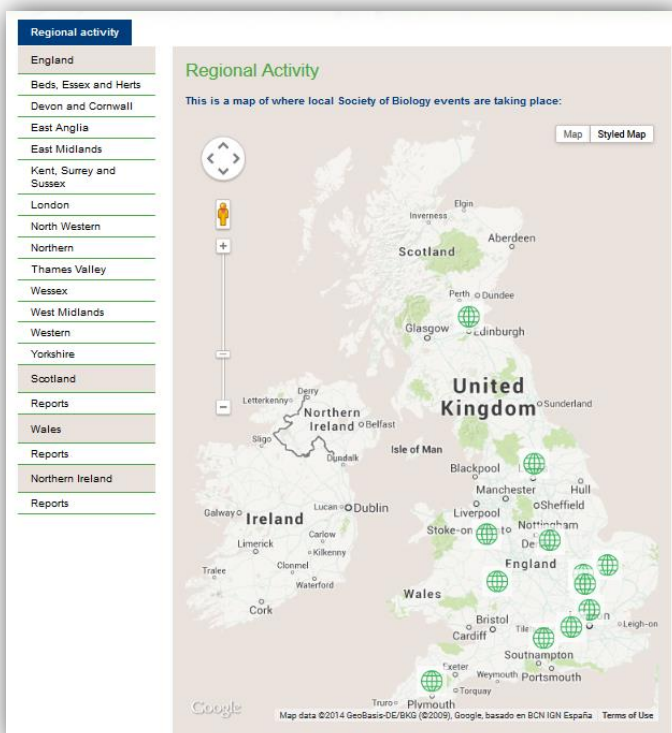 Regional activity
England
Beds, Essex and Herts
Devon and Cornwall
East Anglia
East Midlands
Kent, Surrey and
Sussex
London
North Western
Northern
Thames Valley
Wessex
West Midlands
Western
Yorkshire
Scotland
Reports
Wales
Reports
Northern Ireland
Reports
Regional Activity
This is a map of where local Society of Biology events are taking place:
Map Styled Map
Elgin
Inverness
Aberdeen
Scotland
Perth Dundee
Glasgow Edinburgh
United
Kingdom
Sunderland
Derry
Letterkenny
Northern
Ireland Belfast
Sligo
Isle of Man
Dundalk
Blackpool
Manchester Hull
Liverpool Sheffield
Galway Lucan Dublin
Ireland
Stoke-on Nottingham
Carlow
Limerick
Kilkenny
England
Tralee Clonmel
Waterford
Wales
Cork
Bristol
Cardiff
Leigh-on
Southampton
Portsmouth
Exeter
Weymouth
Torquay
Truro Plymouth
Google
Map data ©2014 GeoBasis-DE/BKG (©2009), Google, basado en BCN IGN España Terms of Use